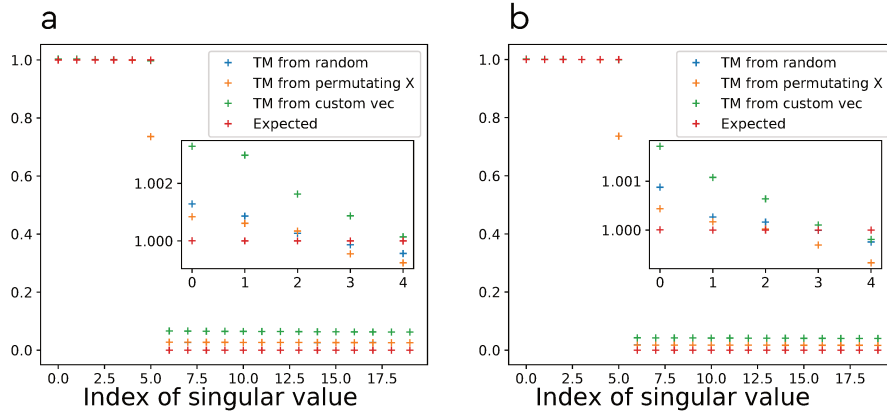 a
1.0
0.8
0.6
0.4
0.2
0.0
TM from random
TM from permutating X
TM from custom vec
Expected
1.002
1.000
0 1 2 3 4
0.0 2.5 5.0 7.5 10.0 12.5 15.0 17.5
Index of singular value
b
1.0
0.8
0.6
0.4
0.2
0.0
TM from random
TM from permutating X
TM from custom vec
Expected
1.001
1.000
0 1 2 3 4
0.0 2.5 5.0 7.5 10.0 12.5 15.0 17.5
Index of singular value